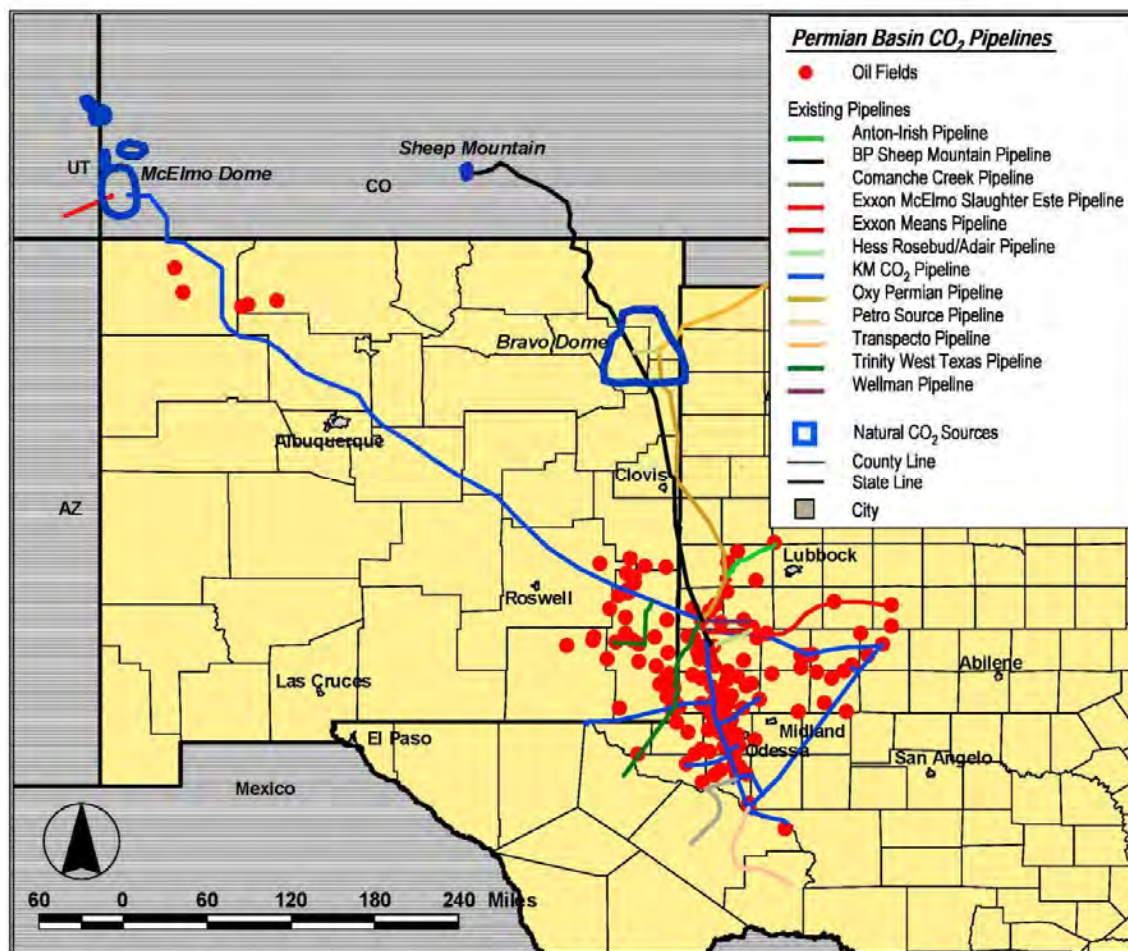 Permian Basin CO₂ Pipelines
Oil Fields
Existing Pipelines
Anton-Irish Pipeline
BP Sheep Mountain Pipeline
Comanche Creek Pipeline
Exxon McElmo Slaughter Este Pipeline
Exxon Means Pipeline
Hess Rosebud/Adair Pipeline
KM CO₂ Pipeline
Oxy Permian Pipeline
Petro Source Pipeline
Transpecto Pipeline
Trinity West Texas Pipeline
Wellman Pipeline
Natural CO₂ Sources
County Line
State Line
City
Sheep Mountain
UT
McElmo Dome
CO
Bravo Dome
Albuquerque
Clovis
AZ
Lubbock
Roswell
Las Cruces
Abilene
El Paso
Midland
Odessa
San Angelo
Mexico
60 0 60 120 180 240 Miles